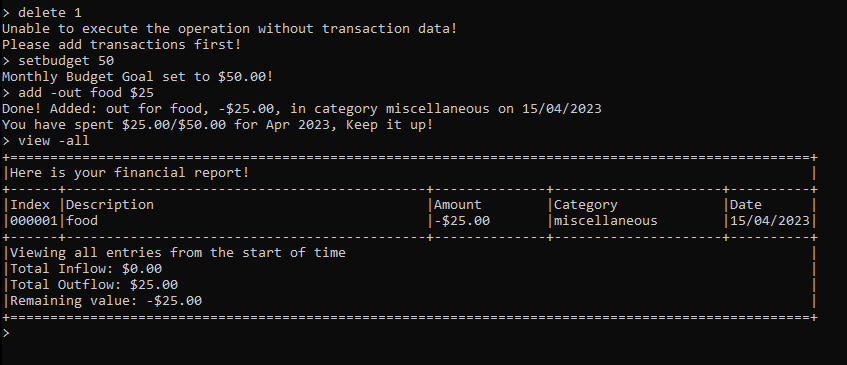 > delete 1
Unable to execute the operation without transaction data!
Please add transactions first!
> setbudget 50
Monthly Budget Goal set to $50.00!
> add -out food $25
Done! Added: out for food, -$25.00, in category miscellaneous on 15/04/2023
You have spent $25.00/$50.00 for Apr 2023, Keep it up!
> view -all
+====================================================================================================+
|Here is your financial report!                                                                      |
+------+---------------------------------------------+--------------+---------------------+----------+
|Index |Description                                  |Amount        |Category             |Date      |
|000001|food                                         |-$25.00       |miscellaneous        |15/04/2023|
+------+---------------------------------------------+--------------+---------------------+----------+
|Viewing all entries from the start of time                                                          |
|Total Inflow: $0.00                                                                                 |
|Total Outflow: $25.00                                                                               |
|Remaining value: -$25.00                                                                            |
+====================================================================================================+
>